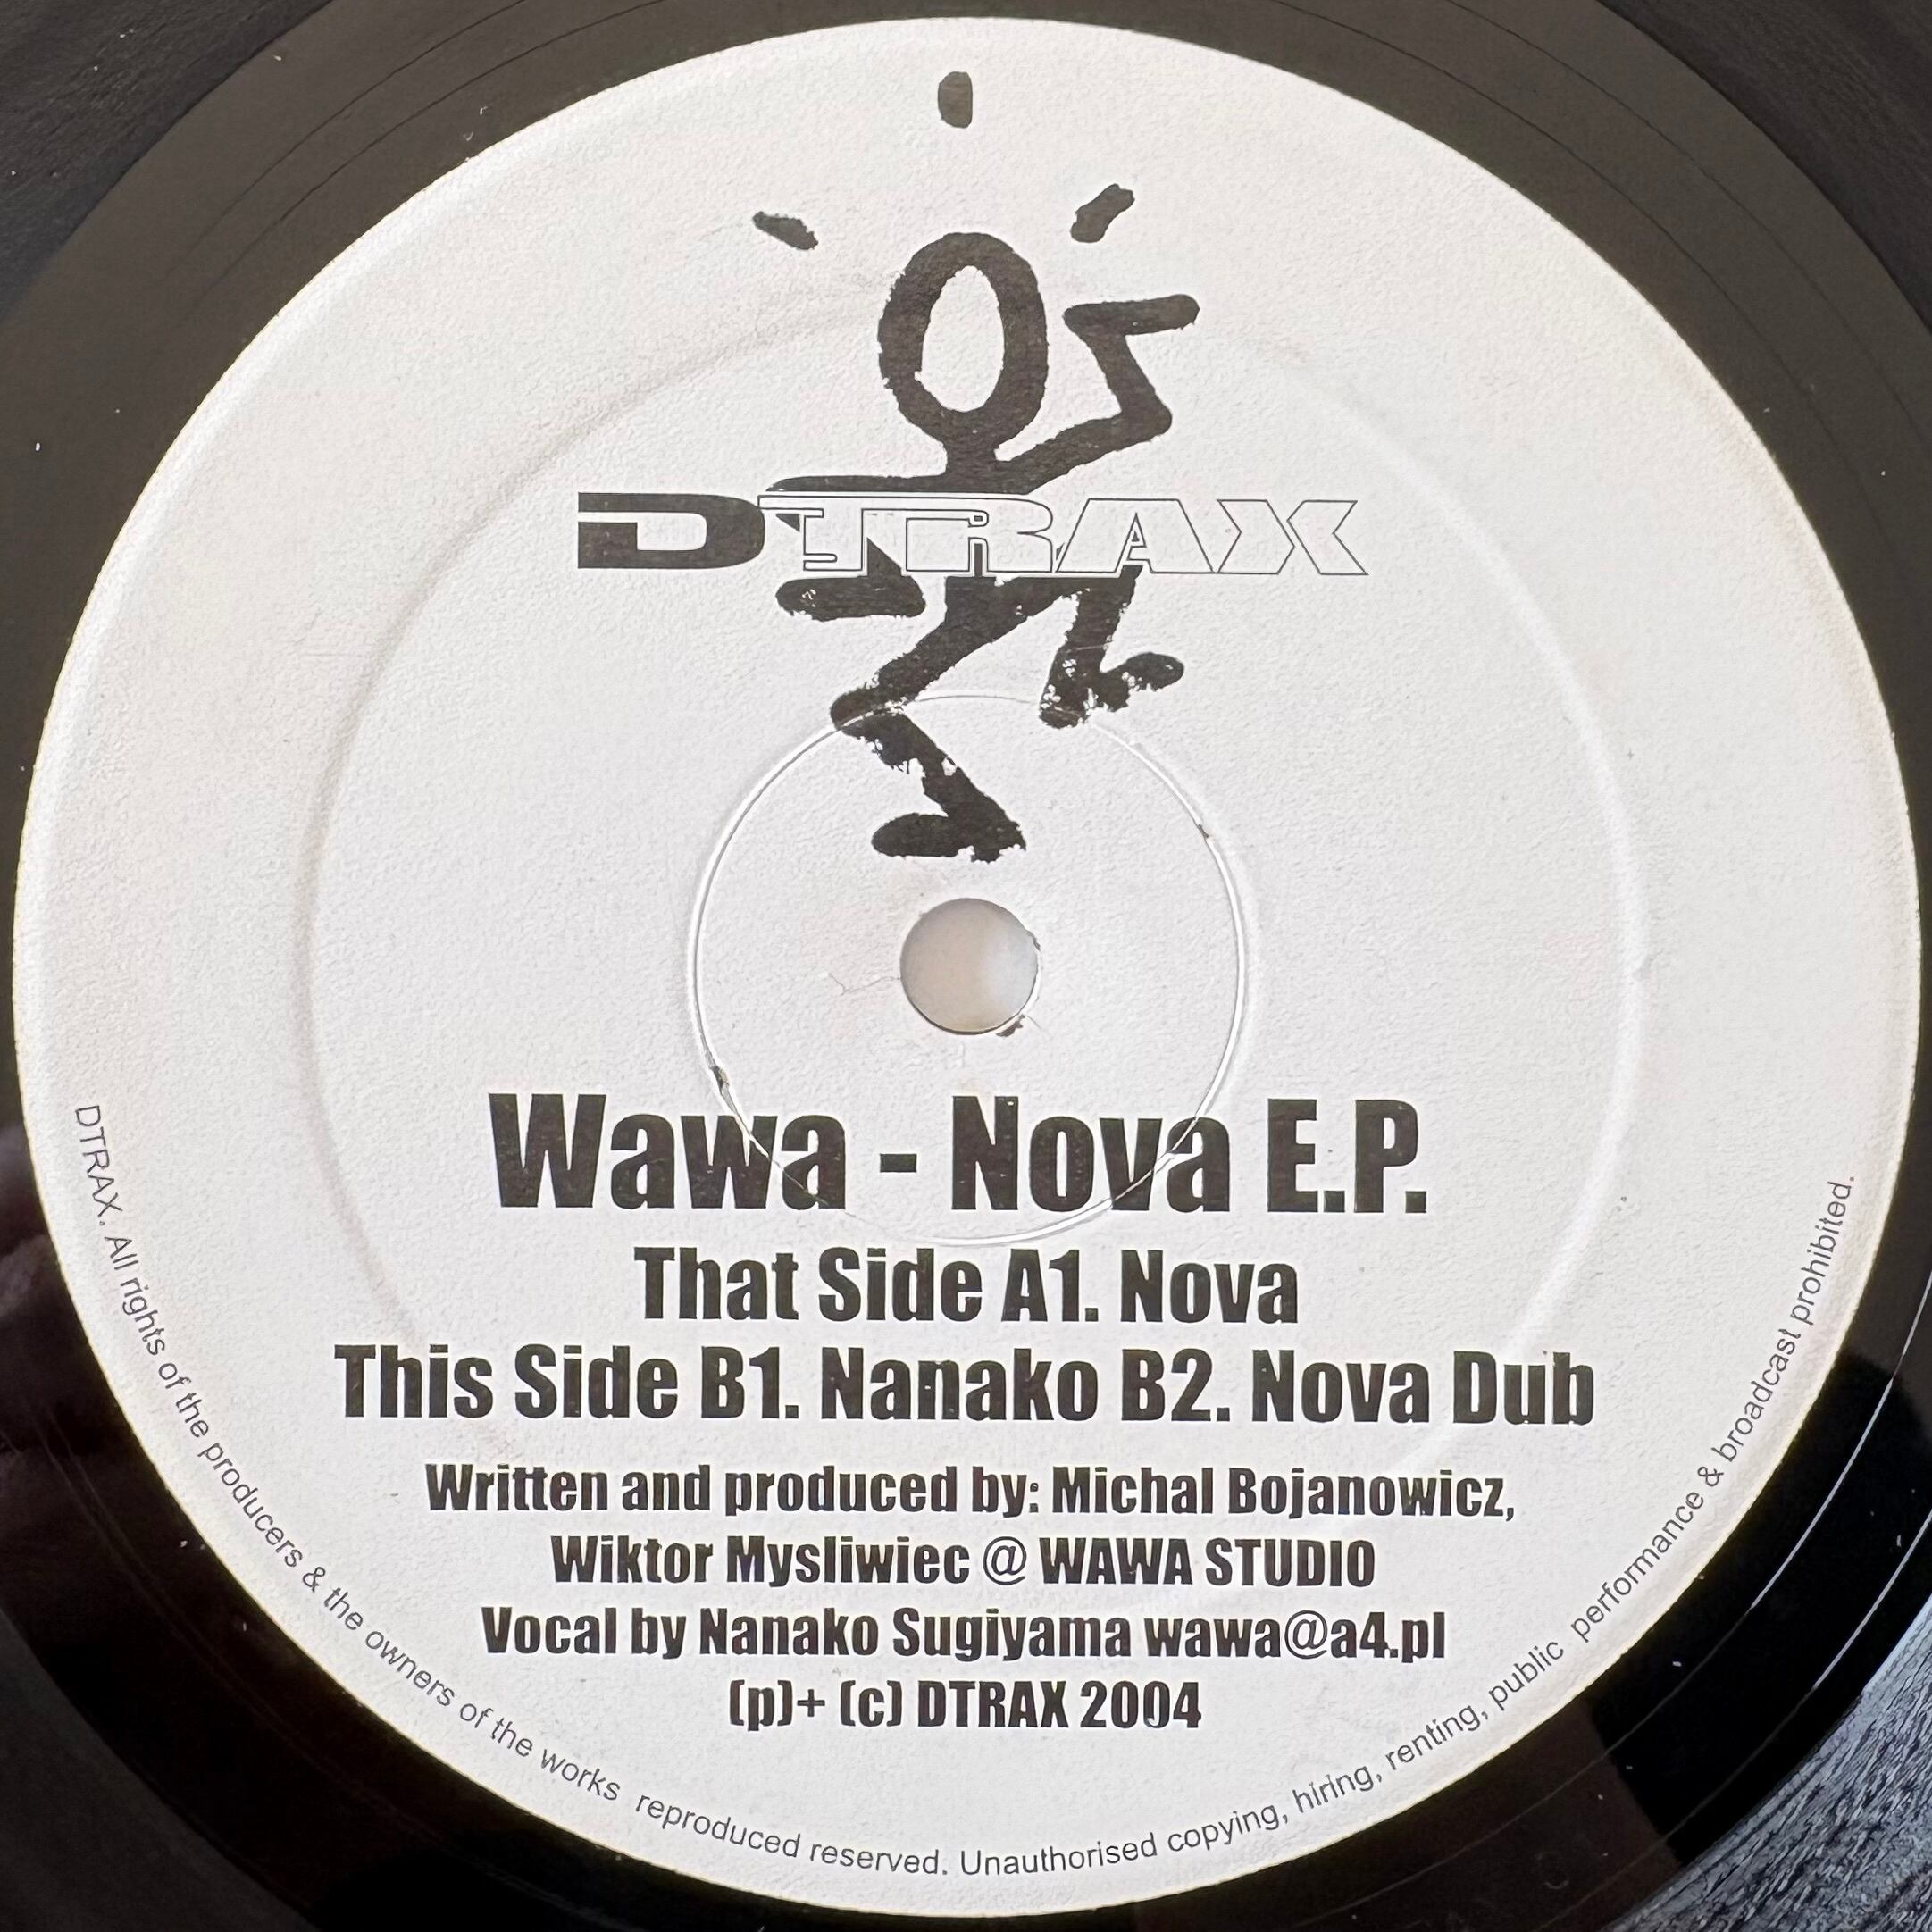 DTRAX
Wawa - Nova E.P.
That Side A1. Nova
This Side B1. Nanako B2. Nova Dub
Written and produced by: Michal Bojanowicz,
Wiktor Mysliwiec @ WAWA STUDIO
Vocal by Nanako Sugiyama wawa@a4.pl
(p)+ (c) DTRAX 2004
DTRAX. All rights of the producers & the owners of the works reproduced reserved. Unauthorised copying, hiring, renting, public performance & broadcast prohibited.